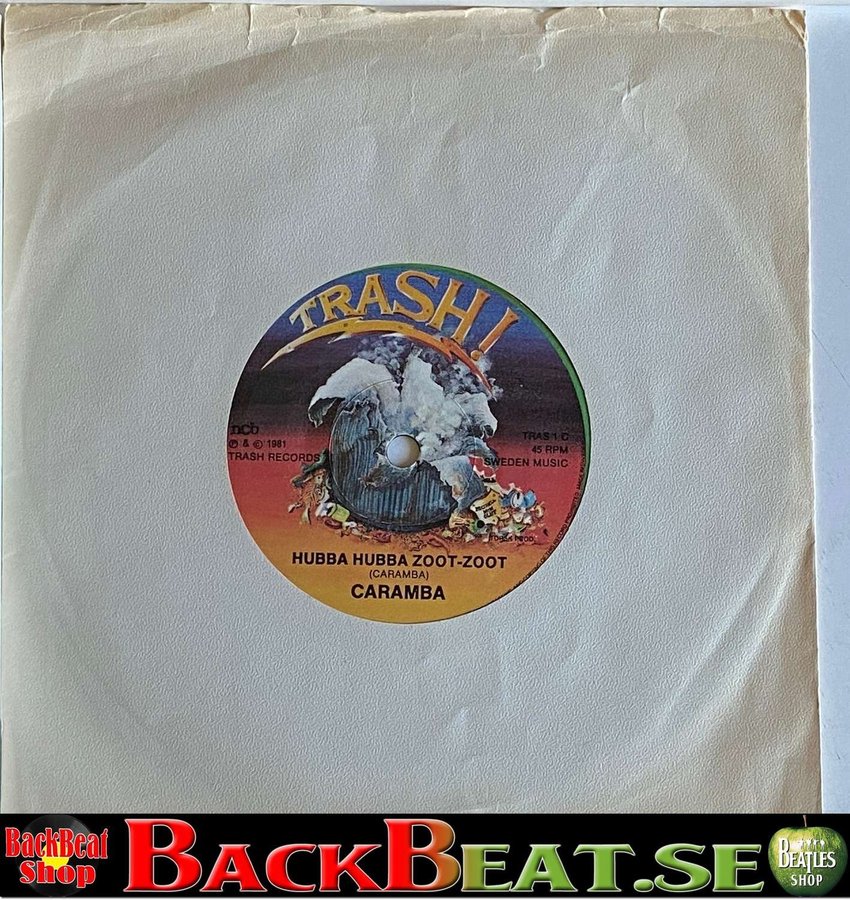 TRASH!
ncb
℗ & © 1981
TRASH RECORDS
TRAS 1 C
45 RPM
SWEDEN MUSIC
HUBBA HUBBA ZOOT-ZOOT
(CARAMBA)
CARAMBA
BackBeat
Shop
BACKBEAT.SE
BEATLES
SHOP